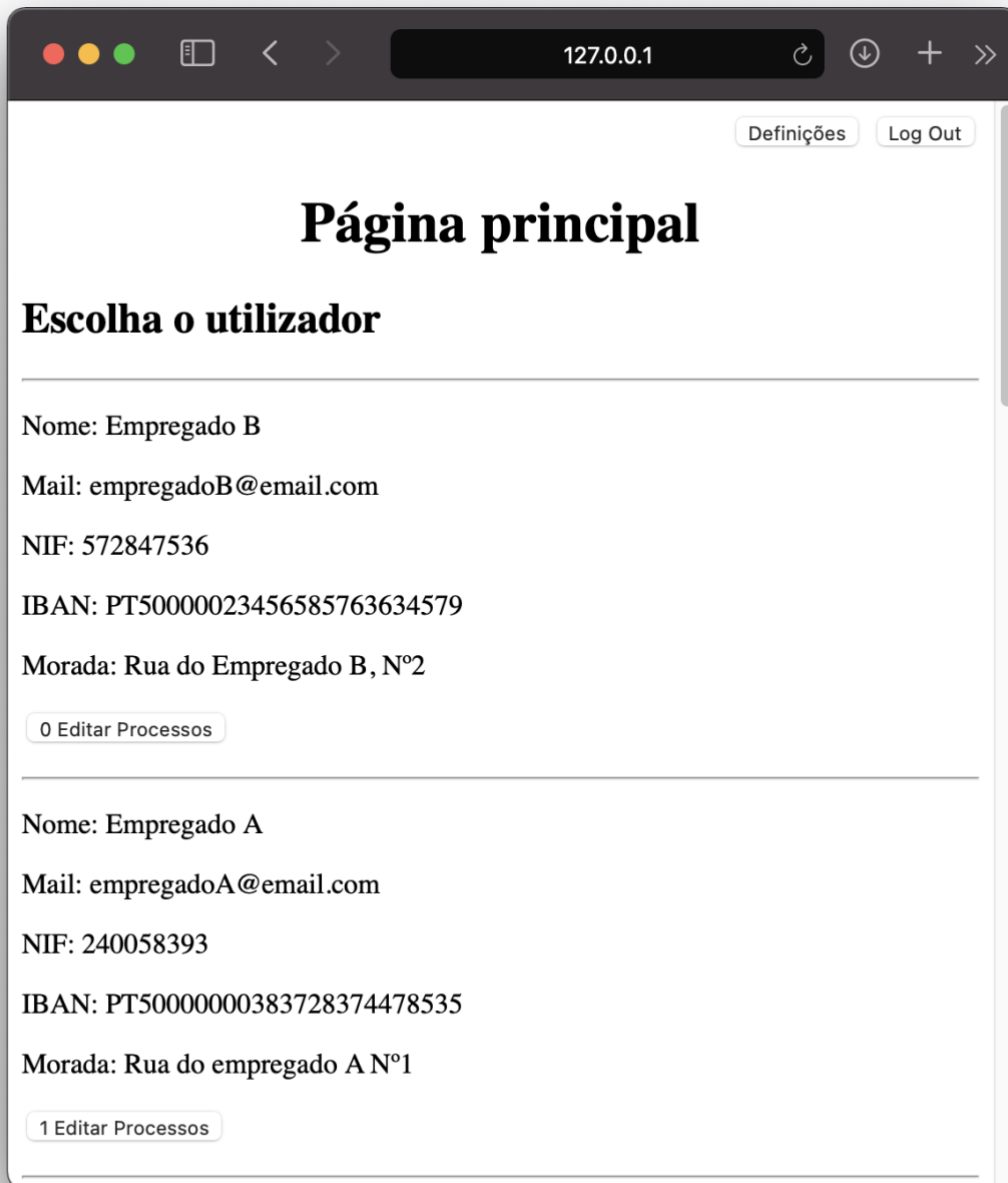 127.0.0.1
Definições Log Out
Página principal
Escolha o utilizador
Nome: Empregado B
Mail: empregadoB@email.com
NIF: 572847536
IBAN: PT50000023456585763634579
Morada: Rua do Empregado B, Nº2
0 Editar Processos
Nome: Empregado A
Mail: empregadoA@email.com
NIF: 240058393
IBAN: PT50000000383728374478535
Morada: Rua do empregado A Nº1
1 Editar Processos